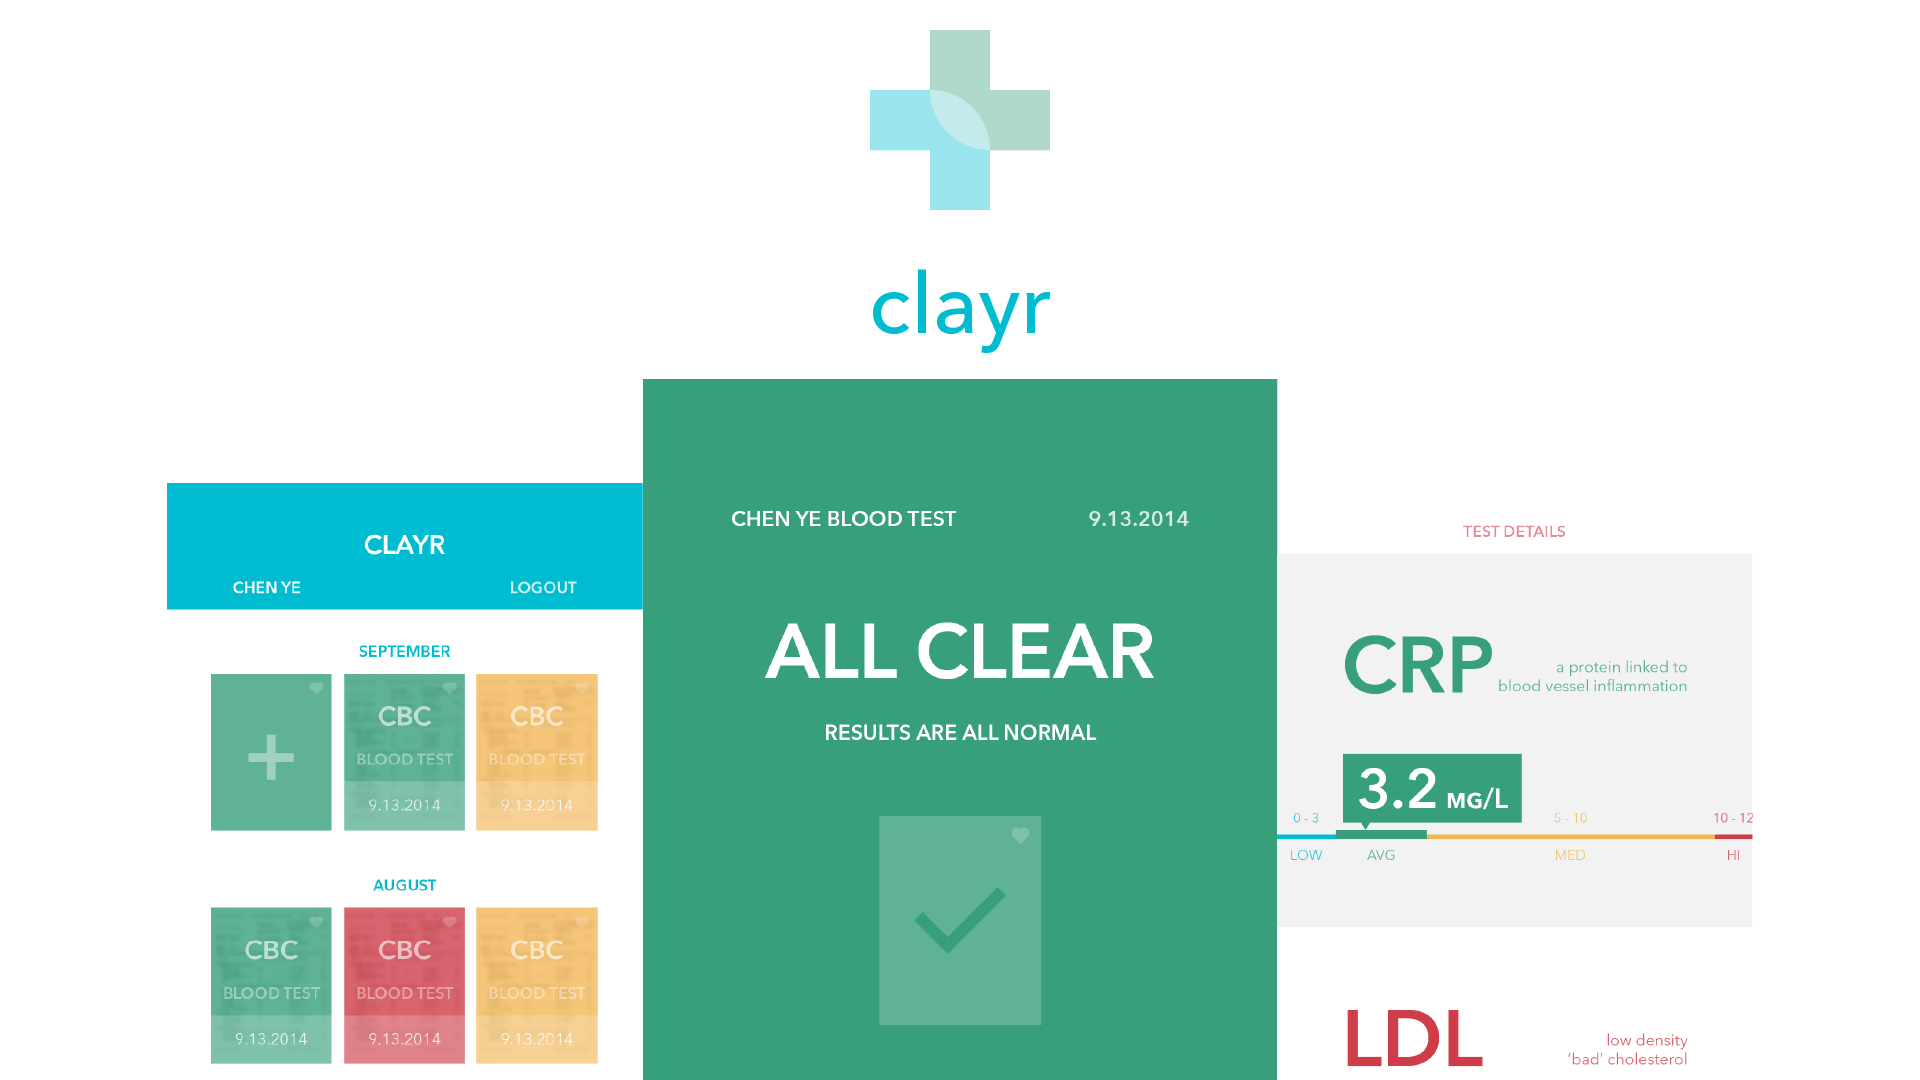 clayr
CLAYR
CHEN YE LOGOUT
SEPTEMBER
CBC CBC
BLOOD TEST BLOOD TEST
9.13.2014 9.13.2014
AUGUST
CBC CBC CBC
BLOOD TEST BLOOD TEST BLOOD TEST
9.13.2014 9.13.2014 9.13.2014
CHEN YE BLOOD TEST 9.13.2014
ALL CLEAR
RESULTS ARE ALL NORMAL
TEST DETAILS
CRP
a protein linked to
blood vessel inflammation
3.2 MG/L
0 - 3 5 - 10 10 - 12
LOW AVG MED HI
LDL
low density
'bad' cholesterol